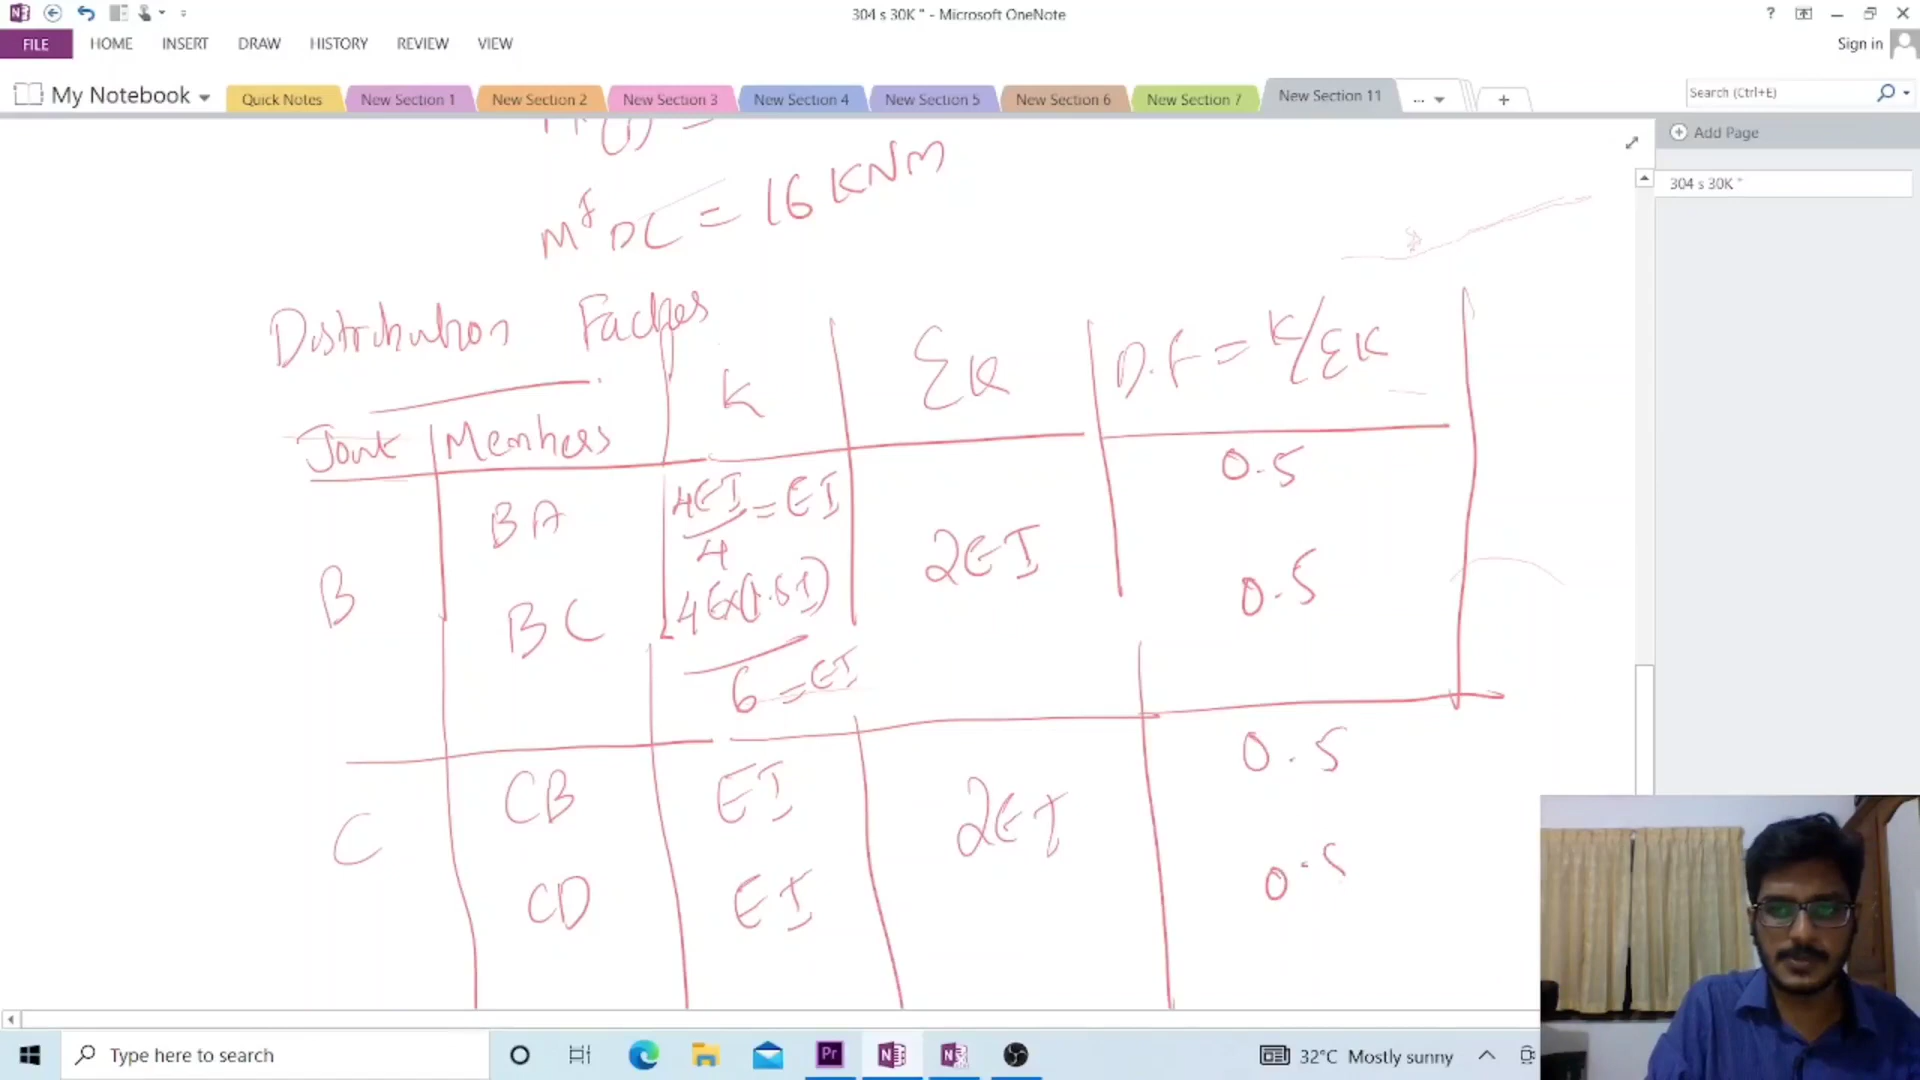 304 s 30K " - Microsoft OneNote
?
FILE HOME INSERT DRAW HISTORY REVIEW VIEW
Sign in
My Notebook
Quick Notes
New Section 1
New Section 2
New Section 3
New Section 4
New Section 5
New Section 6
New Section 7
New Section 11
...
Search (Ctrl+E)
Add Page
304 s 30K "
M^f DC = 16 KNM
Distribution Factors
Joint Members K ΣK D.F = K/ΣK
B BA 4EI/4 = EI 2EI 0.5
BC 4E×(1.5I)/6 = EI 0.5
C CB EI 2EI 0.5
CD EI 0.5
Type here to search
Pr
32°C Mostly sunny